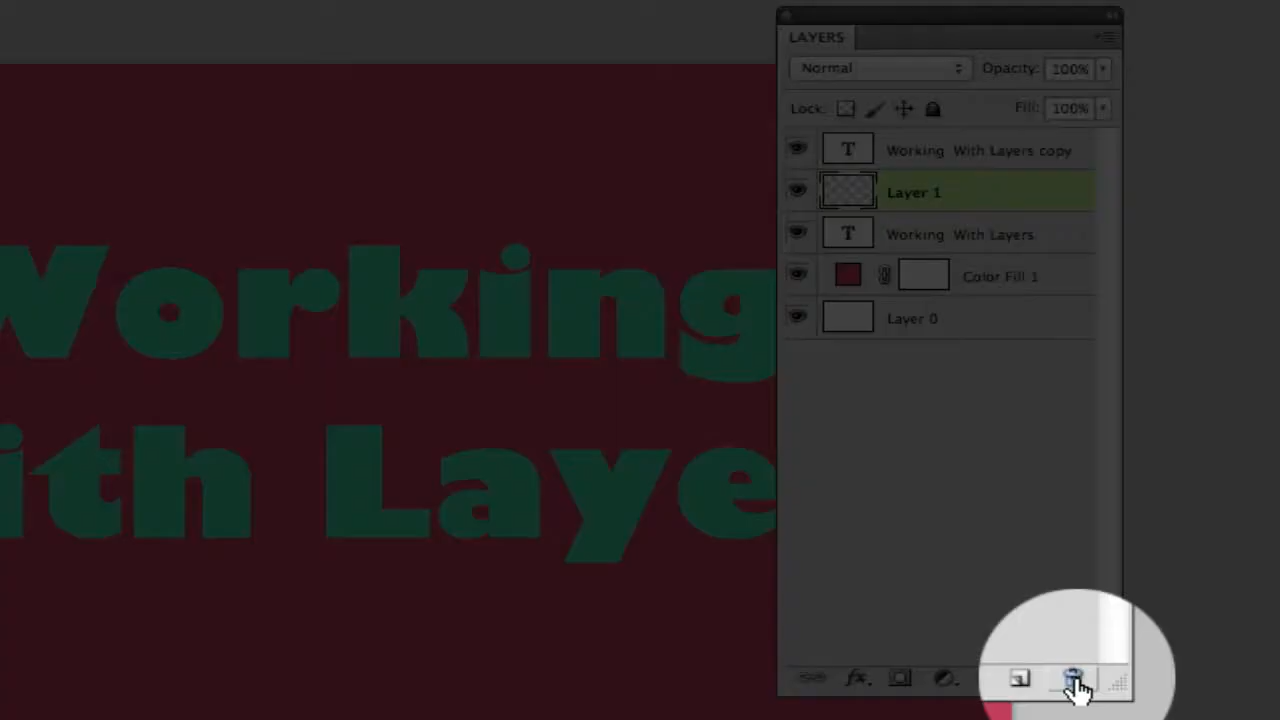 LAYERS
Normal Opacity: 100%
Lock: Fill: 100%
T Working With Layers copy
Layer 1
T Working With Layers
Color Fill 1
Layer 0
fx.
Working
ith Laye